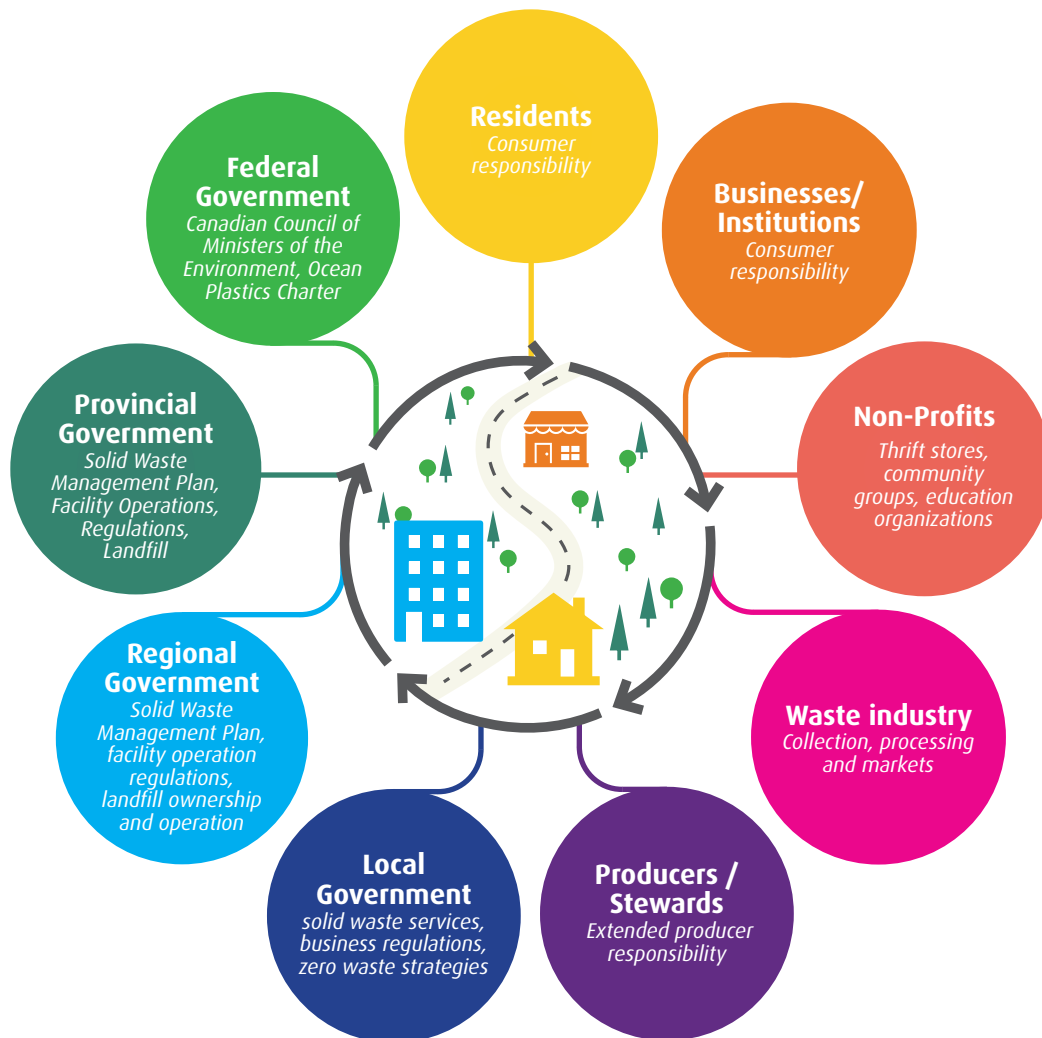 Residents
Consumer
responsibility
Businesses/
Institutions
Consumer
responsibility
Non-Profits
Thrift stores,
community
groups, education
organizations
Waste industry
Collection, processing
and markets
Producers /
Stewards
Extended producer
responsibility
Local
Government
solid waste services,
business regulations,
zero waste strategies
Regional
Government
Solid Waste
Management Plan,
facility operation
regulations,
landfill ownership
and operation
Provincial
Government
Solid Waste
Management Plan,
Facility Operations,
Regulations,
Landfill
Federal
Government
Canadian Council of
Ministers of the
Environment, Ocean
Plastics Charter